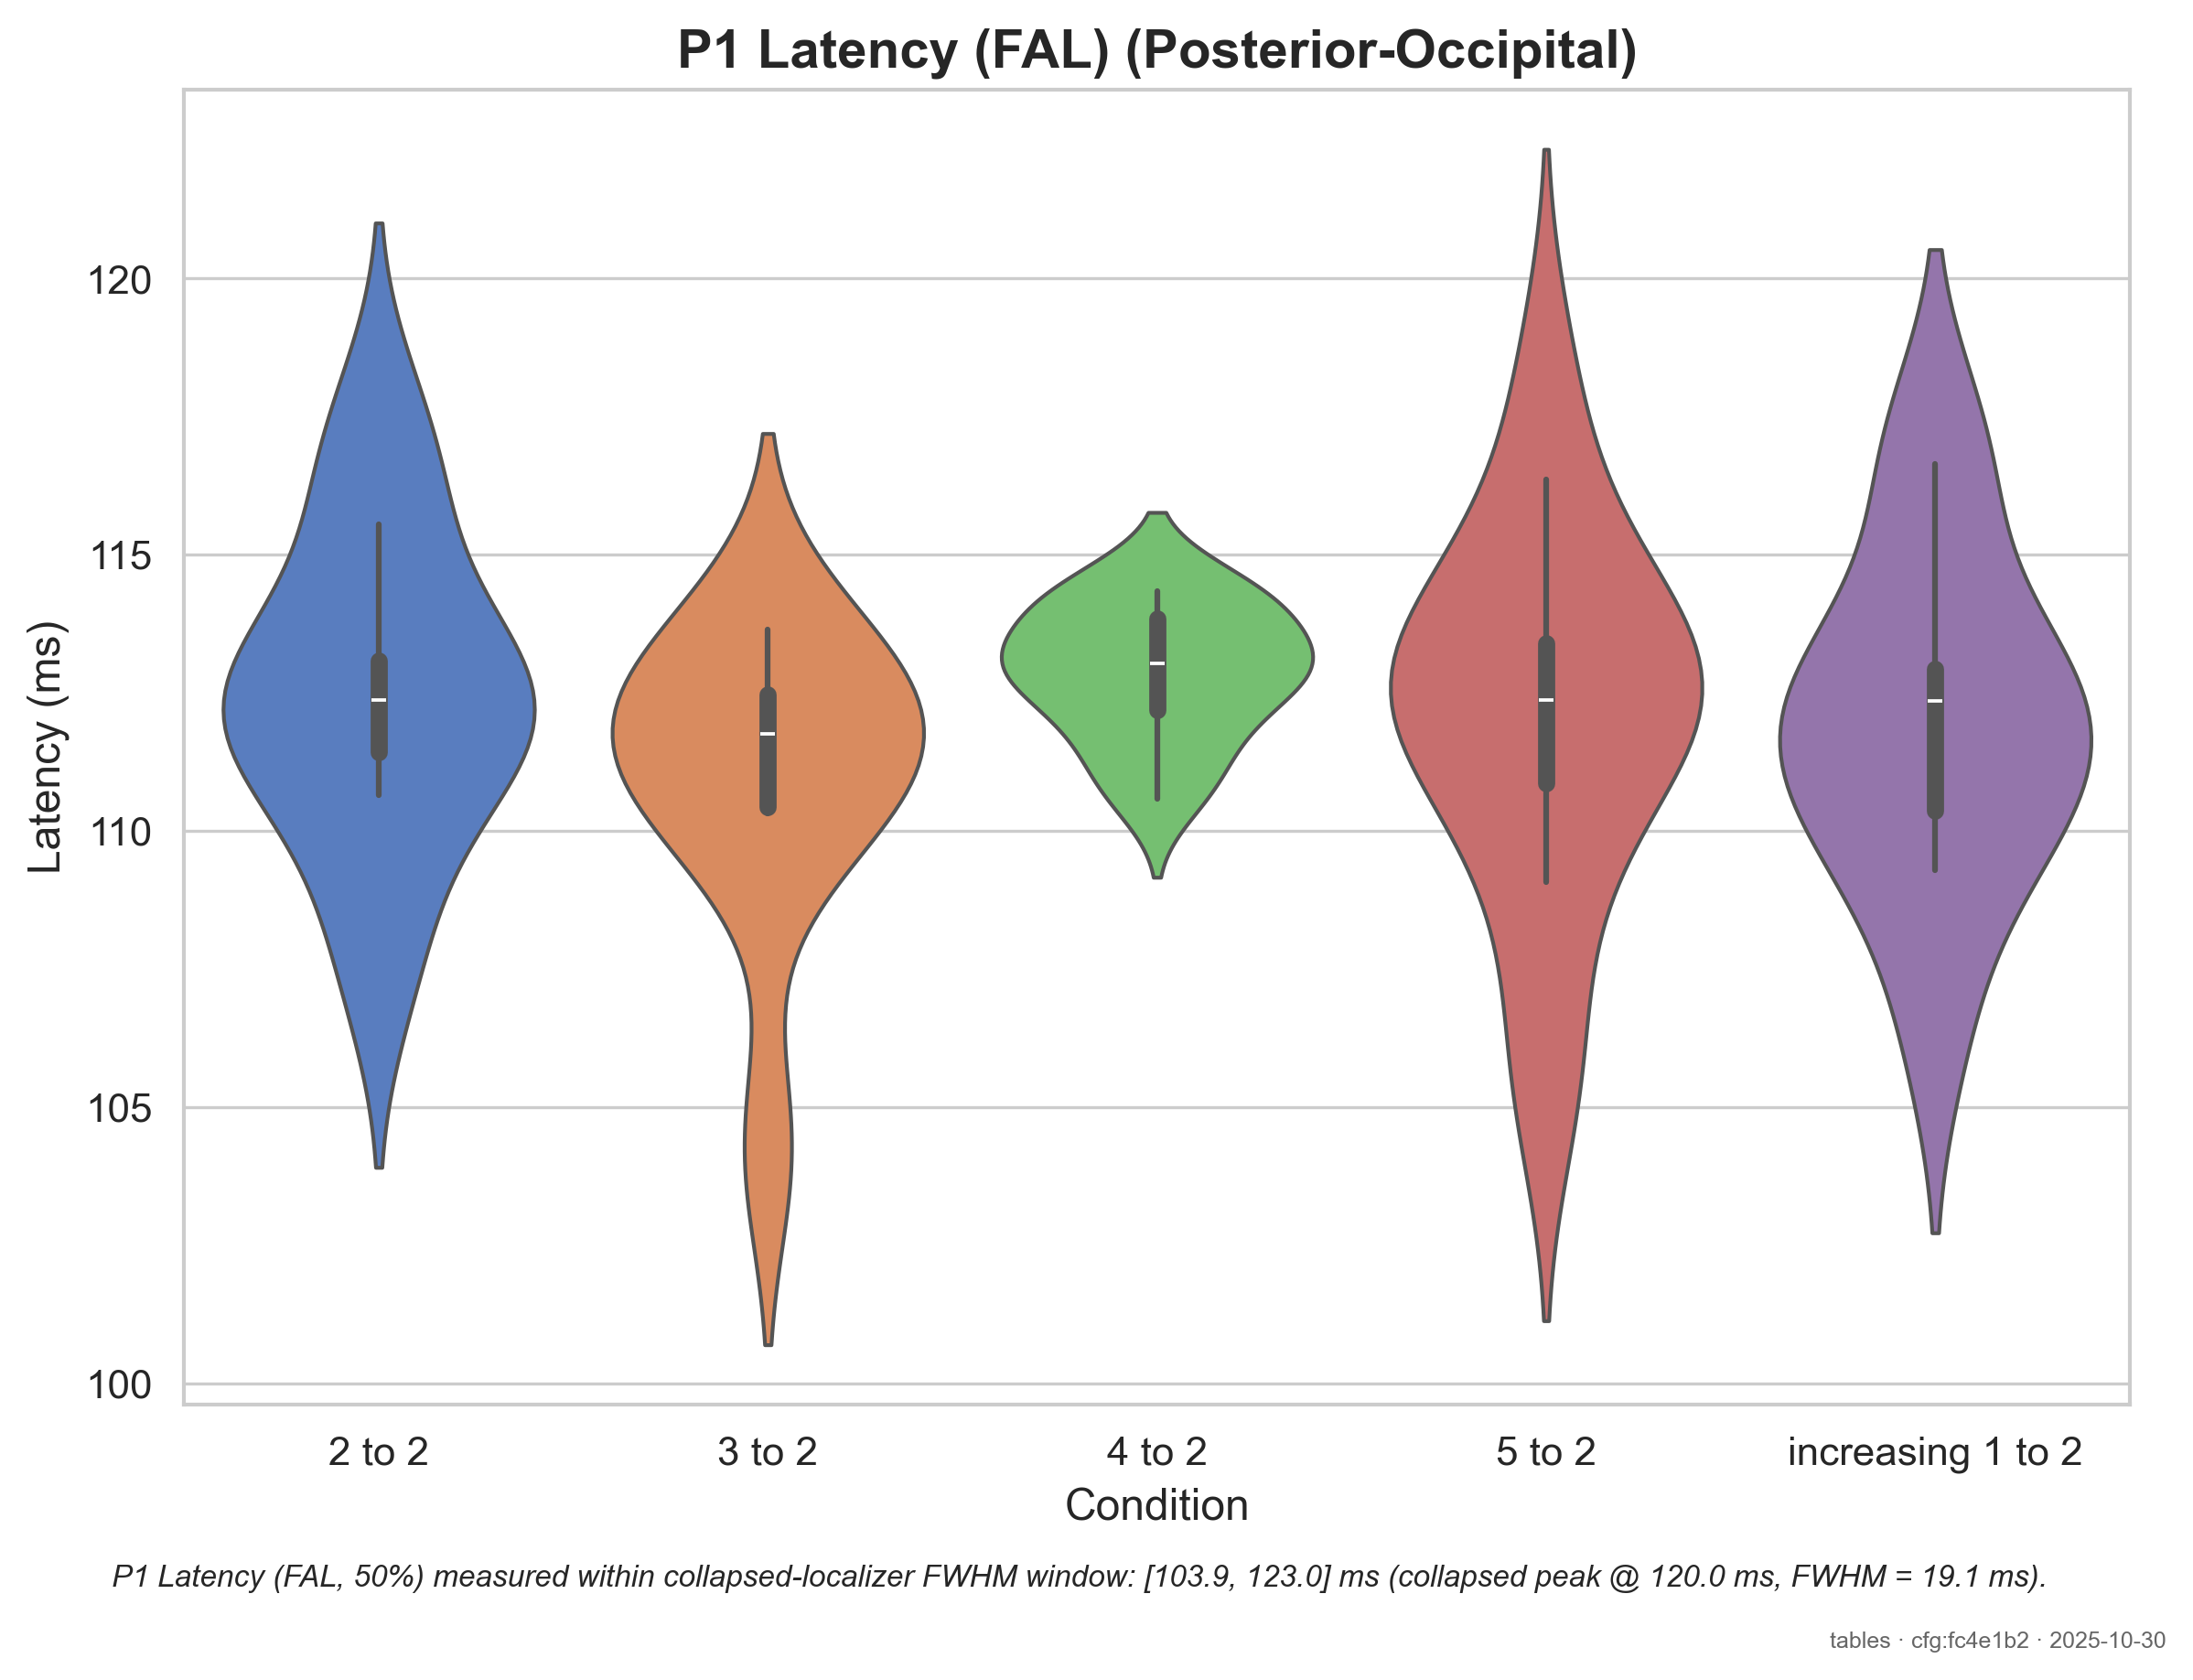 P1 Latency (FAL) (Posterior-Occipital)
Latency (ms)
120
115
110
105
100
2 to 2
3 to 2
4 to 2
5 to 2
increasing 1 to 2
Condition
P1 Latency (FAL, 50%) measured within collapsed-localizer FWHM window: [103.9, 123.0] ms (collapsed peak @ 120.0 ms, FWHM = 19.1 ms).
tables · cfg:fc4e1b2 · 2025-10-30